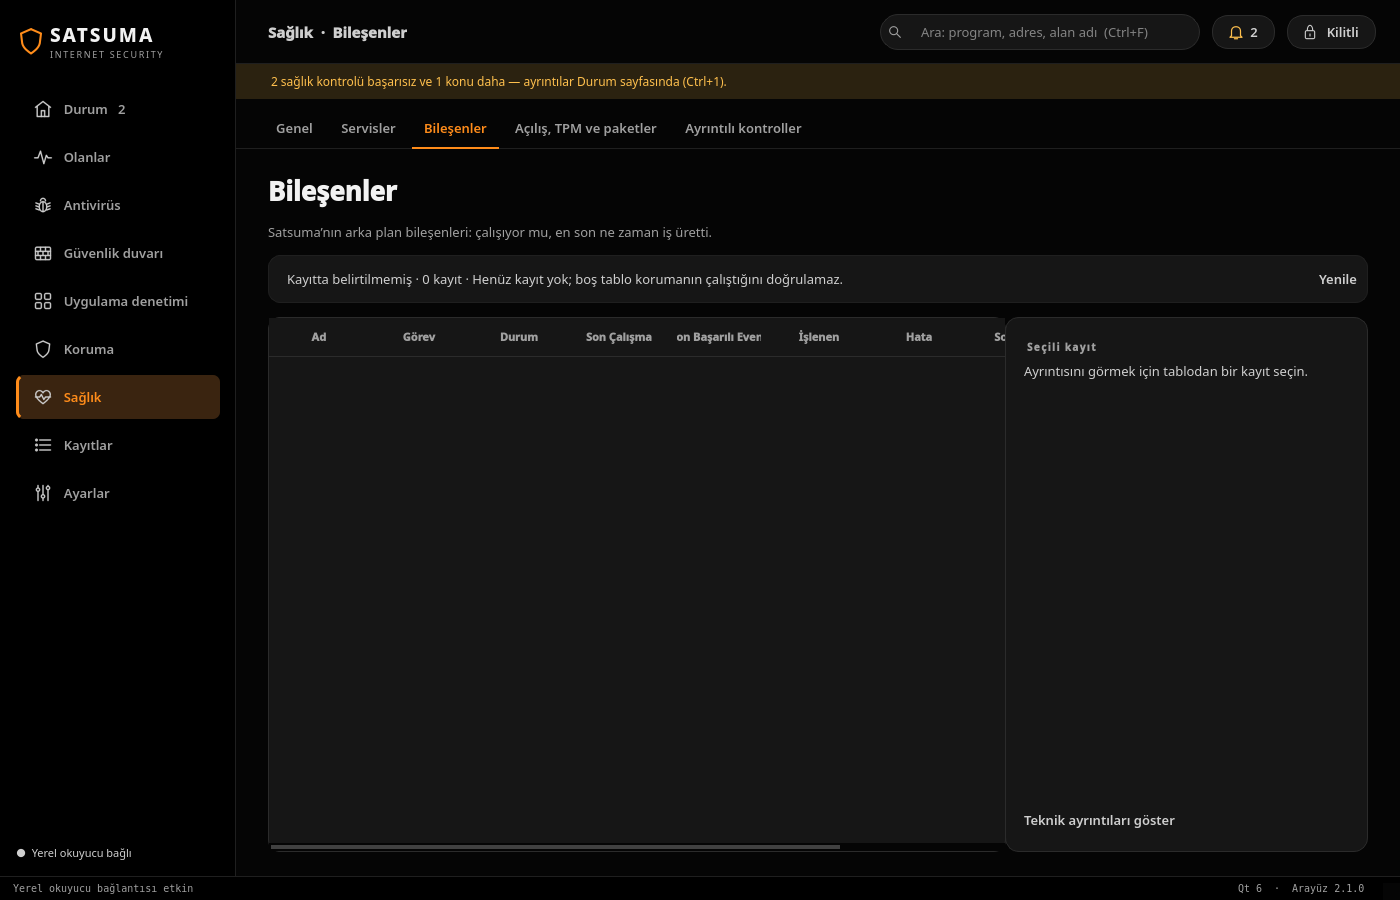 SATSUMA
INTERNET SECURITY
Durum 2
Olanlar
Antivirüs
Güvenlik duvarı
Uygulama denetimi
Koruma
Sağlık
Kayıtlar
Ayarlar
Yerel okuyucu bağlı
Sağlık · Bileşenler
Ara: program, adres, alan adı (Ctrl+F)
2
Kilitli
2 sağlık kontrolü başarısız ve 1 konu daha — ayrıntılar Durum sayfasında (Ctrl+1).
Genel Servisler Bileşenler Açılış, TPM ve paketler Ayrıntılı kontroller
Bileşenler
Satsuma’nın arka plan bileşenleri: çalışıyor mu, en son ne zaman iş üretti.
Kayıtta belirtilmemiş · 0 kayıt · Henüz kayıt yok; boş tablo korumanın çalıştığını doğrulamaz.
Yenile
Ad Görev Durum Son Çalışma on Başarılı Even İşlenen Hata So
Seçili kayıt
Ayrıntısını görmek için tablodan bir kayıt seçin.
Teknik ayrıntıları göster
Yerel okuyucu bağlantısı etkin
Qt 6 · Arayüz 2.1.0